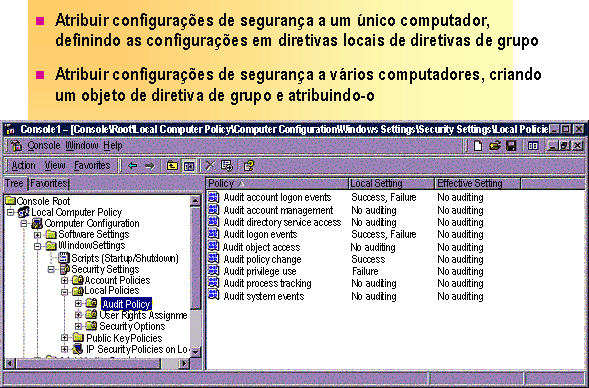 Atribuir configurações de segurança a um único computador,
definindo as configurações em diretivas locais de diretivas de grupo
Atribuir configurações de segurança a vários computadores, criando
um objeto de diretiva de grupo e atribuindo-o
Console1 – [Console\Root\Local Computer Policy\Computer Configuration\Windows Settings\Security Settings\Local Policie
Console Window Help
Action View Favorites
Tree Favorites
Policy Local Setting Effective Setting
Console Root
Local Computer Policy
Computer Configuration
Software Settings
WindowSettings
Scripts (Startup/Shutdown)
Security Settings
Account Policies
Local Policies
Audit Policy
User Rights Assignme
Security Options
Public Key Policies
IP Security Policies on Lo
Audit account logon events Success, Failure No auditing
Audit account management No auditing No auditing
Audit directory service access No auditing No auditing
Audit logon events Success, Failure No auditing
Audit object access No auditing No auditing
Audit policy change Success No auditing
Audit privilege use Failure No auditing
Audit process tracking No auditing No auditing
Audit system events No auditing No auditing